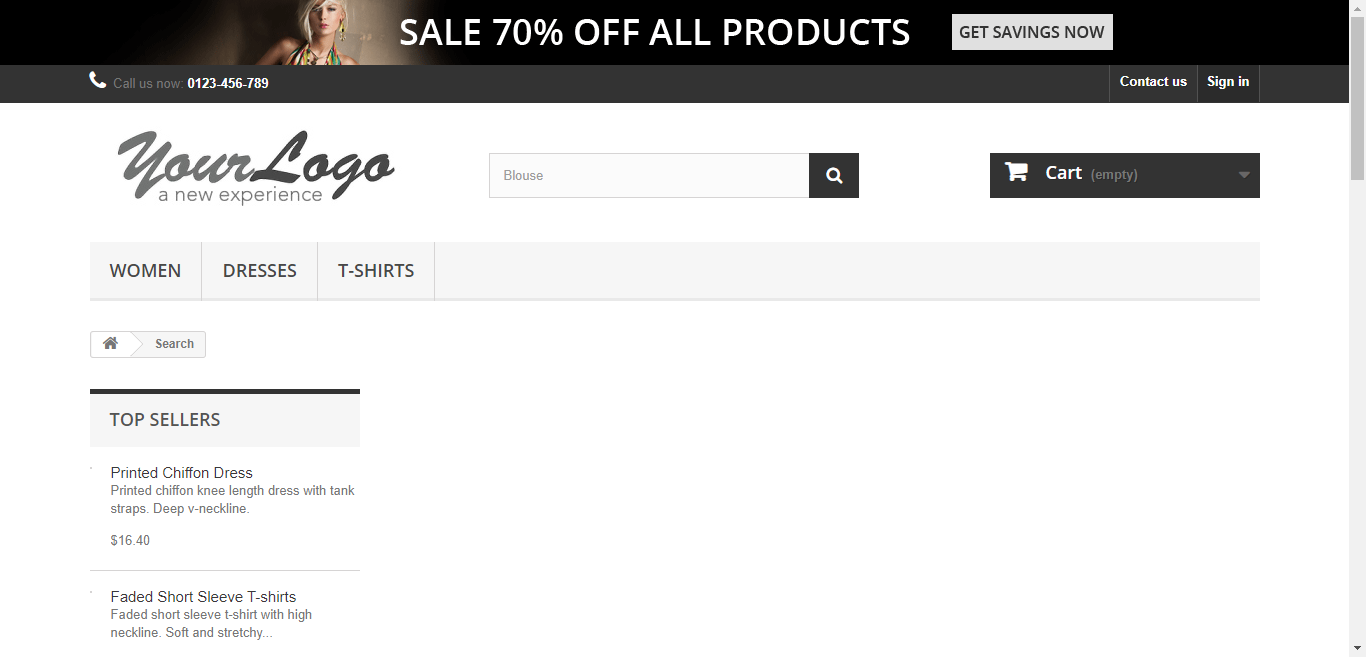 SALE 70% OFF ALL PRODUCTS
GET SAVINGS NOW
Call us now: 0123-456-789
Contact us
Sign in
YourLogo
a new experience
Blouse
Cart (empty)
WOMEN
DRESSES
T-SHIRTS
Search
TOP SELLERS
Printed Chiffon Dress
Printed chiffon knee length dress with tank
straps. Deep v-neckline.
$16.40
Faded Short Sleeve T-shirts
Faded short sleeve t-shirt with high
neckline. Soft and stretchy...